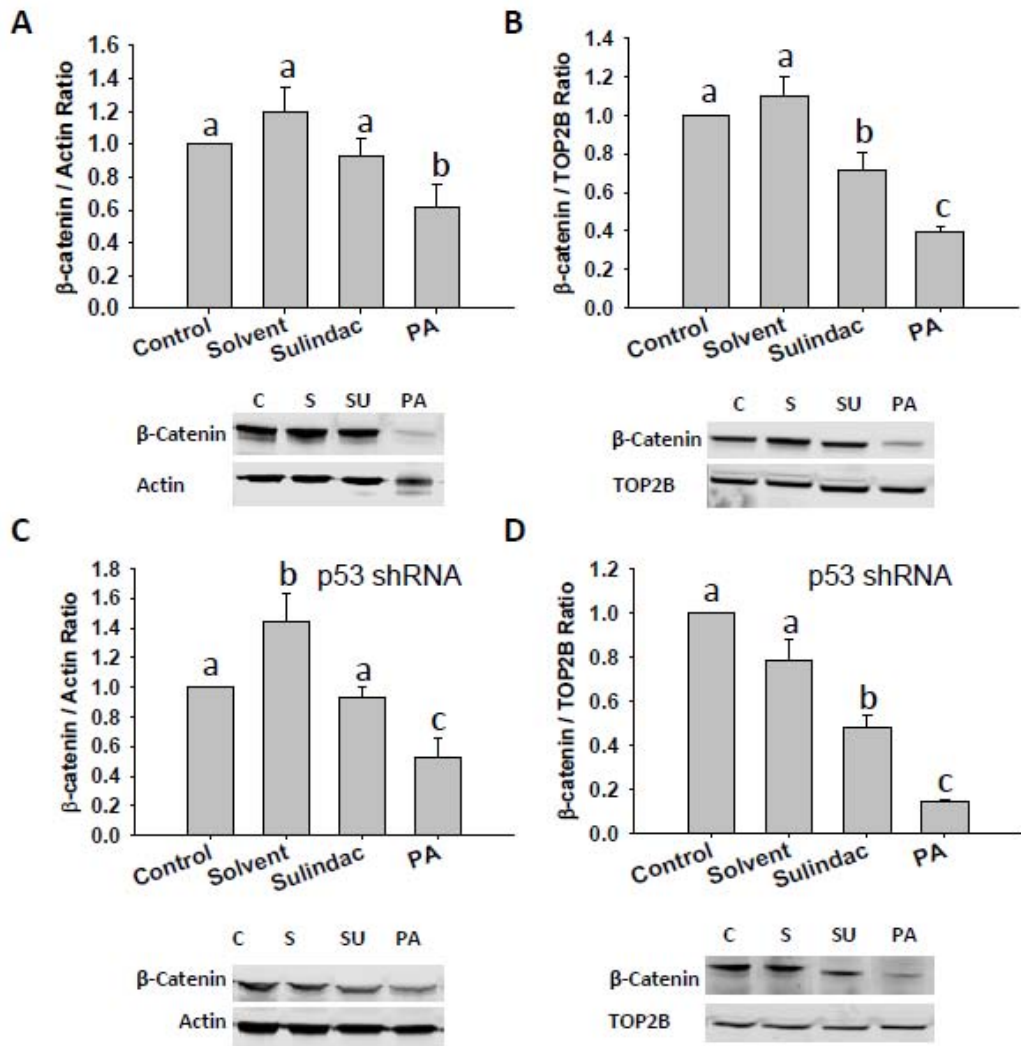 A
β-catenin / Actin Ratio
1.6
1.4
1.2
1.0
0.8
0.6
0.4
0.2
0.0
a
a
a
b
Control
Solvent
Sulindac
PA
C S SU PA
β-Catenin
Actin
B
β-catenin / TOP2B Ratio
1.4
1.2
1.0
0.8
0.6
0.4
0.2
0.0
a
a
b
c
Control
Solvent
Sulindac
PA
C S SU PA
β-Catenin
TOP2B
C
p53 shRNA
β-catenin / Actin Ratio
1.8
1.6
1.4
1.2
1.0
0.8
0.6
0.4
0.2
0.0
a
b
a
c
Control
Solvent
Sulindac
PA
C S SU PA
β-Catenin
Actin
D
p53 shRNA
β-catenin / TOP2B Ratio
1.2
1.0
0.8
0.6
0.4
0.2
0.0
a
a
b
c
Control
Solvent
Sulindac
PA
C S SU PA
β-Catenin
TOP2B